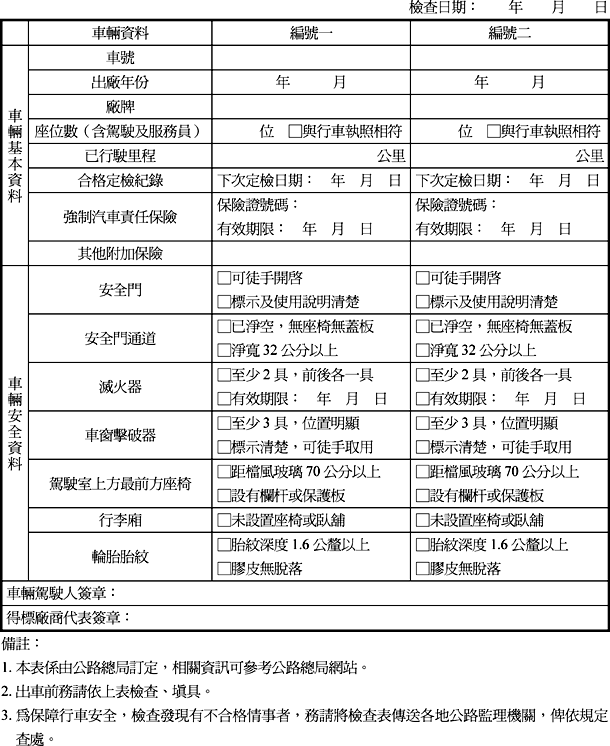 檢查日期： 年 月 日
車輛資料 編號一 編號二
車輛基本資料
車號
出廠年份 年 月 年 月
廠牌
座位數（含駕駛及服務員） 位 □與行車執照相符 位 □與行車執照相符
已行駛里程 公里 公里
合格定檢紀錄 下次定檢日期： 年 月 日 下次定檢日期： 年 月 日
強制汽車責任保險
保險證號碼： 保險證號碼：
有效期限： 年 月 日 有效期限： 年 月 日
其他附加保險
車輛安全資料
安全門
□可徒手開啓 □可徒手開啓
□標示及使用說明清楚 □標示及使用說明清楚
安全門通道
□已淨空，無座椅無蓋板 □已淨空，無座椅無蓋板
□淨寬 32 公分以上 □淨寬 32 公分以上
滅火器
□至少 2 具，前後各一具 □至少 2 具，前後各一具
□有效期限： 年 月 日 □有效期限： 年 月 日
車窗擊破器
□至少 3 具，位置明顯 □至少 3 具，位置明顯
□標示清楚，可徒手取用 □標示清楚，可徒手取用
駕駛室上方最前方座椅
□距檔風玻璃 70 公分以上 □距檔風玻璃 70 公分以上
□設有欄杆或保護板 □設有欄杆或保護板
行李廂 □未設置座椅或臥舖 □未設置座椅或臥舖
輪胎胎紋
□胎紋深度 1.6 公釐以上 □胎紋深度 1.6 公釐以上
□膠皮無脫落 □膠皮無脫落
車輛駕駛人簽章：
得標廠商代表簽章：
備註：
1. 本表係由公路總局訂定，相關資訊可參考公路總局網站。
2. 出車前務請依上表檢查、塡具。
3. 爲保障行車安全，檢查發現有不合格情事者，務請將檢查表傳送各地公路監理機關，俾依規定
查處。